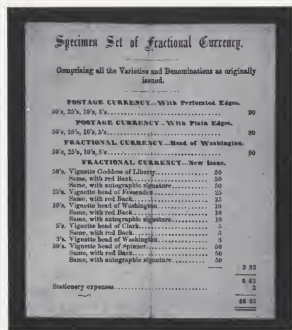 Specimen Set of Fractional Currency.
Comprising all the Varieties and Denominations as originally
issued.
POSTAGE CURRENCY—With Perforated Edges.
50's, 25's, 10's, 5's 90
POSTAGE CURRENCY—With Plain Edges.
50's, 25's, 10's, 5's 90
FRACTIONAL CURRENCY—Head of Washington.
50's, 25's, 10's, 5's 90
FRACTIONAL CURRENCY—New Issue.
50's. Vignette Goddess of Liberty 50
Same, with red Back 50
Same, with autographic signature 50
25's. Vignette head of Fessenden 25
Same, with red Back 25
10's. Vignette head of Washington 10
Same, with red Back 10
Same, with autographic signature 10
5's. Vignette head of Clark 5
Same, with red Back 5
3's. Vignette head of Washington
50's. Vignette head of Spinner 50
Same, with red Back 50
Same, with autographic signature 50
Stationery expenses